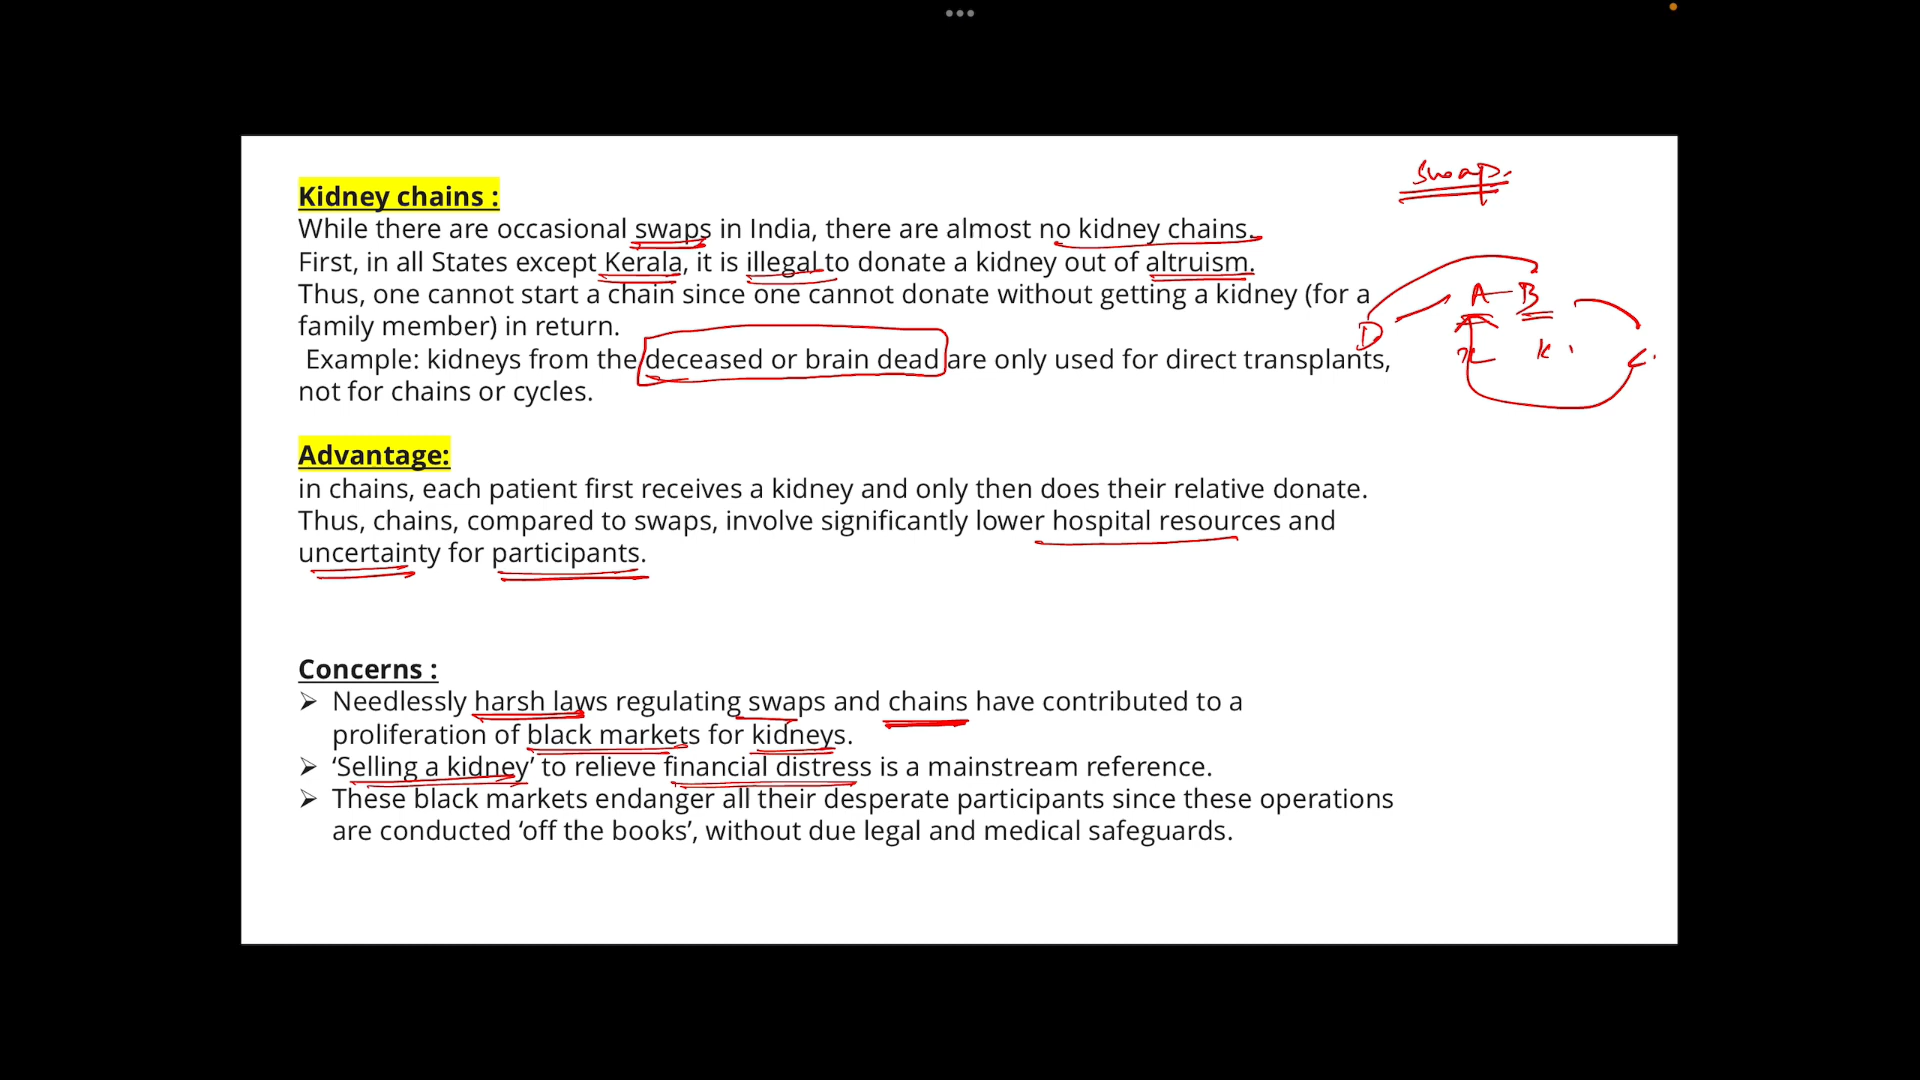 Swap.
Kidney chains :
While there are occasional swaps in India, there are almost no kidney chains.
First, in all States except Kerala, it is illegal to donate a kidney out of altruism.
Thus, one cannot start a chain since one cannot donate without getting a kidney (for a
family member) in return.
Example: kidneys from the deceased or brain dead are only used for direct transplants,
not for chains or cycles.
A - B
D
K
C
Advantage:
in chains, each patient first receives a kidney and only then does their relative donate.
Thus, chains, compared to swaps, involve significantly lower hospital resources and
uncertainty for participants.
Concerns :
➢ Needlessly harsh laws regulating swaps and chains have contributed to a
proliferation of black markets for kidneys.
➢ ‘Selling a kidney’ to relieve financial distress is a mainstream reference.
➢ These black markets endanger all their desperate participants since these operations
are conducted ‘off the books’, without due legal and medical safeguards.